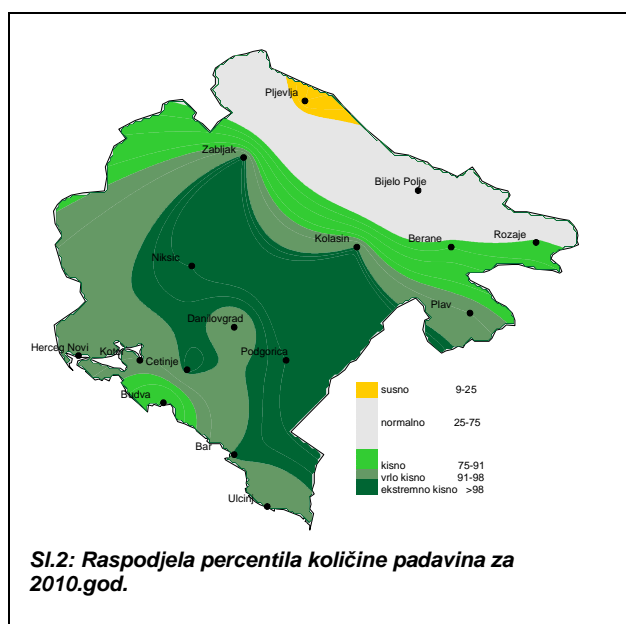 Pljevlja
Zabljak
Bijelo Polje
Kolasin
Berane
Rozaje
Niksic
Plav
Danilovgrad
Herceg Novi
Kotor
Cetinje
Podgorica
Budva
Bar
Ulcinj
susno 9-25
normalno 25-75
kisno 75-91
vrlo kisno 91-98
ekstremno kisno >98
Sl.2: Raspodjela percentila količine padavina za
2010.god.